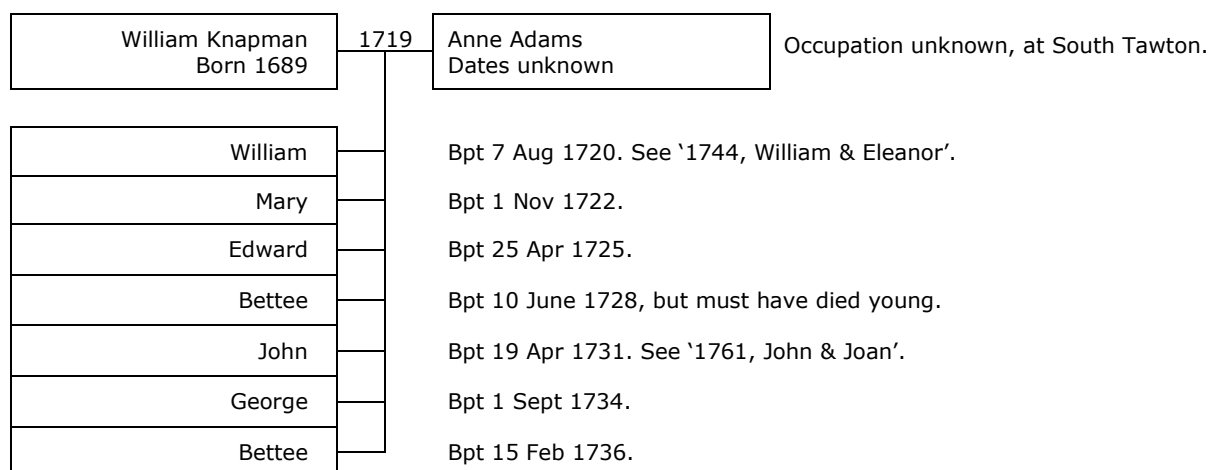 William Knapman 1719 Anne Adams Occupation unknown, at South Tawton.
Born 1689 Dates unknown
William Bpt 7 Aug 1720. See ‘1744, William & Eleanor’.
Mary Bpt 1 Nov 1722.
Edward Bpt 25 Apr 1725.
Bettee Bpt 10 June 1728, but must have died young.
John Bpt 19 Apr 1731. See ‘1761, John & Joan’.
George Bpt 1 Sept 1734.
Bettee Bpt 15 Feb 1736.